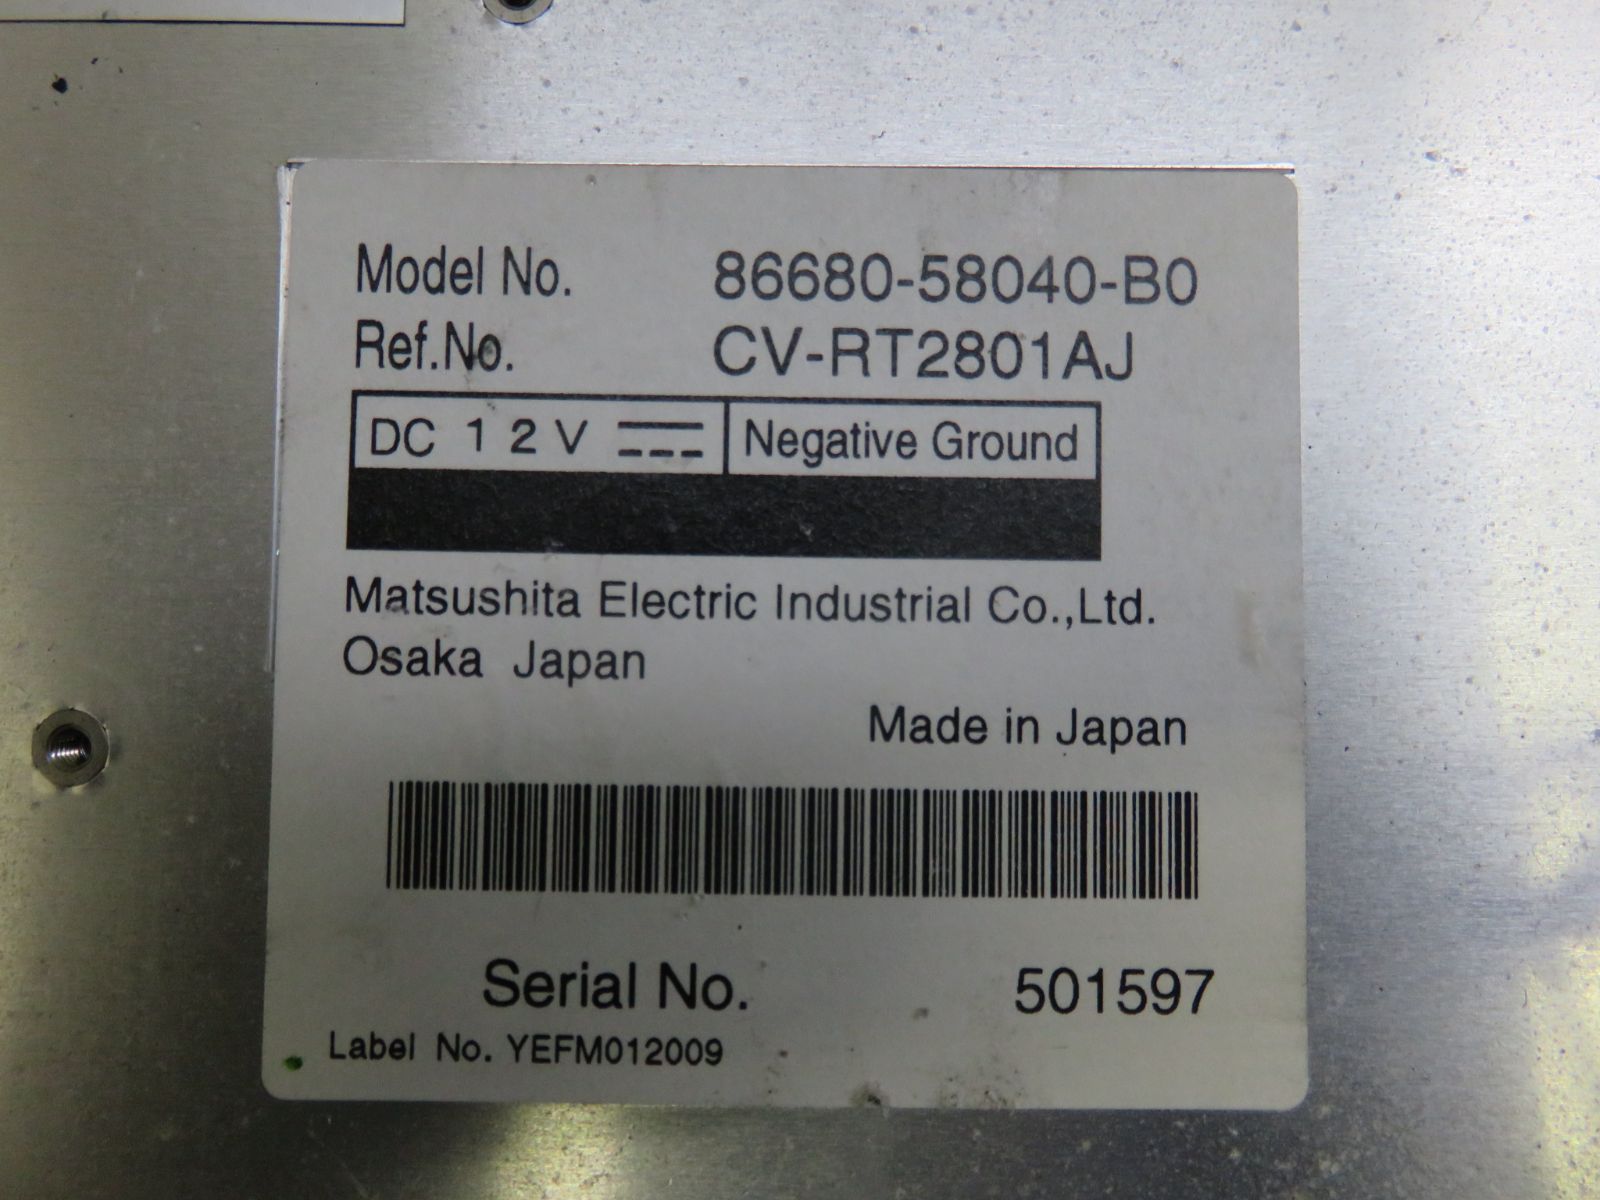 Model No. 86680-58040-B0
Ref.No. CV-RT2801AJ
DC 12V Negative Ground
Matsushita Electric Industrial Co.,Ltd.
Osaka Japan
Made in Japan
Serial No. 501597
Label No. YEFM012009